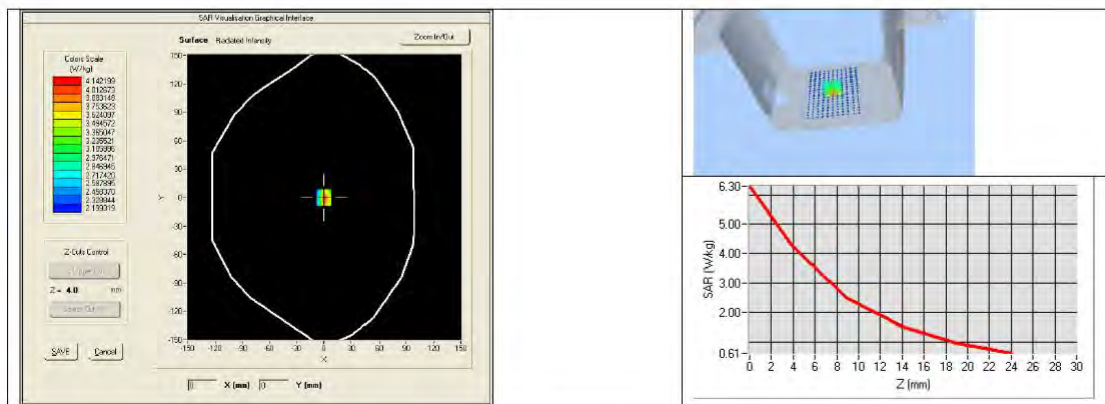 SAR Visualisation Graphical Interface
Surface Radiated Intensity
Zoom In/Out
Colors Scale
(W/kg)
4.142199
4.012673
3.753623
3.624097
3.494572
3.365047
3.235521
3.105996
2.976471
2.846945
2.717420
2.587895
2.458370
2.328844
2.199319
150
120
90
60
30
0
-30
-60
-90
-120
-150
Y
-150 -120 -90 -60 -30 0 30 60 90 120 150
X
Z-Cuts Control
Z = 4.0 mm
SAVE Cancel
0 X (mm) 0 Y (mm)
6.30
5.00
4.00
3.00
2.00
0.61
SAR (W/kg)
0 2 4 6 8 10 12 14 16 18 20 22 24 26 28 30
Z (mm)